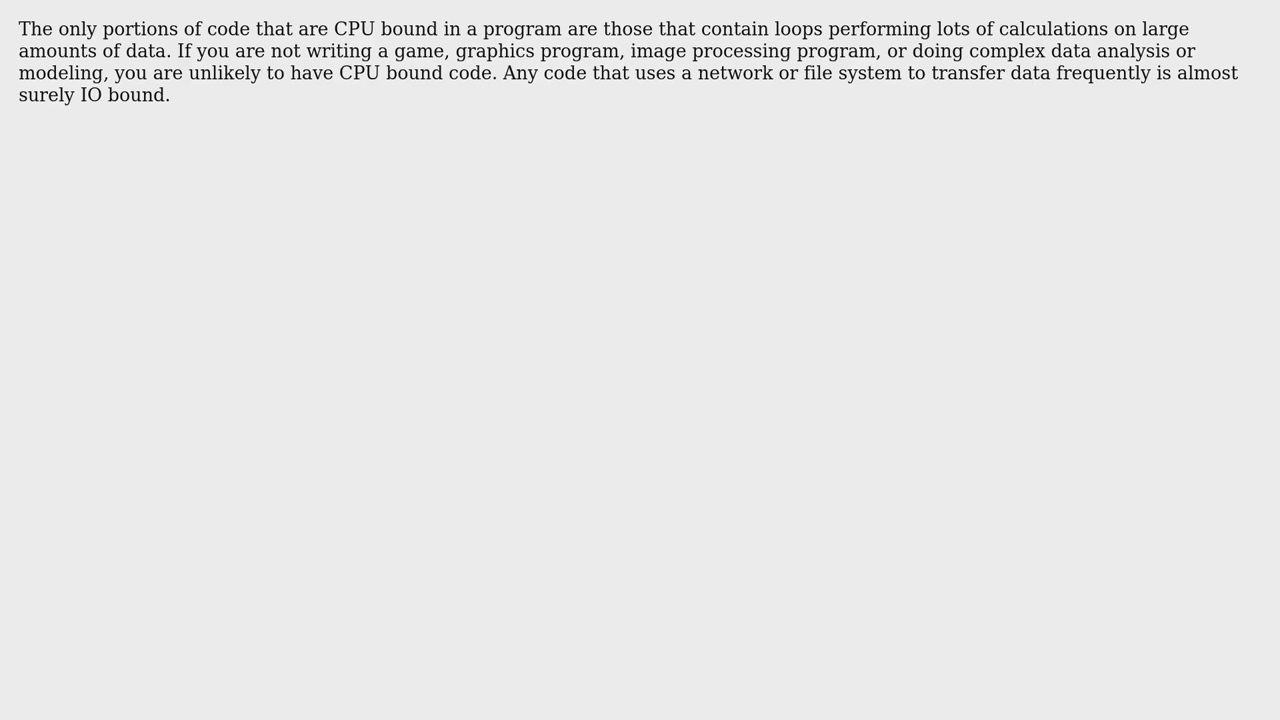 The only portions of code that are CPU bound in a program are those that contain loops performing lots of calculations on large
amounts of data. If you are not writing a game, graphics program, image processing program, or doing complex data analysis or
modeling, you are unlikely to have CPU bound code. Any code that uses a network or file system to transfer data frequently is almost
surely IO bound.